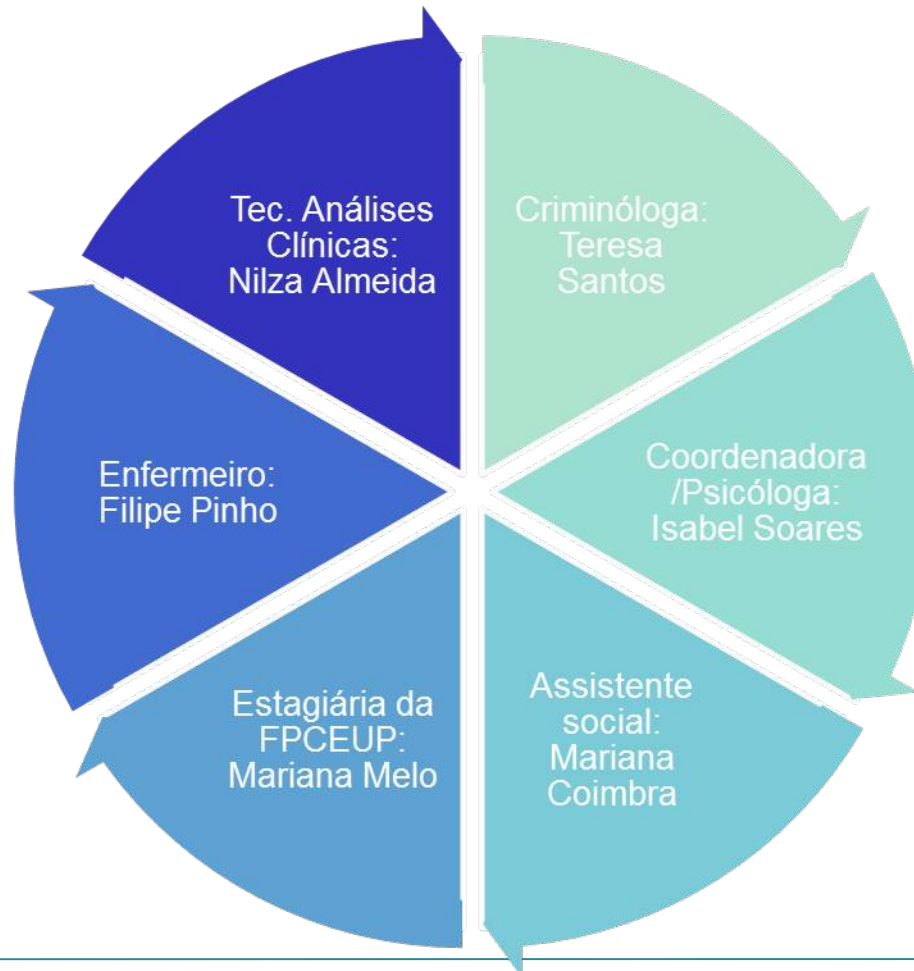 Tec. Análises
Clínicas:
Nilza Almeida
Criminóloga:
Teresa
Santos
Coordenadora
/Psicóloga:
Isabel Soares
Assistente
social:
Mariana
Coimbra
Estagiária da
FPCEUP:
Mariana Melo
Enfermeiro:
Filipe Pinho